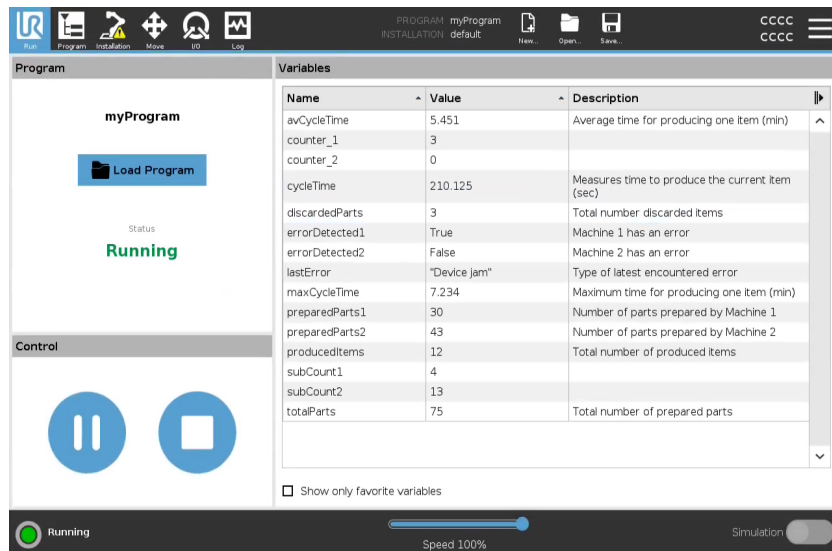 UR
PROGRAM myProgram
INSTALLATION default
CCCC
CCCC
Run Program Installation Move I/O Log New... Open... Save...
Program
myProgram
Load Program
Status
Running
Control
Variables
Name Value Description
avCycleTime 5.451 Average time for producing one item (min)
counter_1 3
counter_2 0
cycleTime 210.125 Measures time to produce the current item
(sec)
discardedParts 3 Total number discarded items
errorDetected1 True Machine 1 has an error
errorDetected2 False Machine 2 has an error
lastError "Device jam" Type of latest encountered error
maxCycleTime 7.234 Maximum time for producing one item (min)
preparedParts1 30 Number of parts prepared by Machine 1
preparedParts2 43 Number of parts prepared by Machine 2
producedItems 12 Total number of produced items
subCount1 4
subCount2 13
totalParts 75 Total number of prepared parts
Show only favorite variables
Running
Speed 100%
Simulation